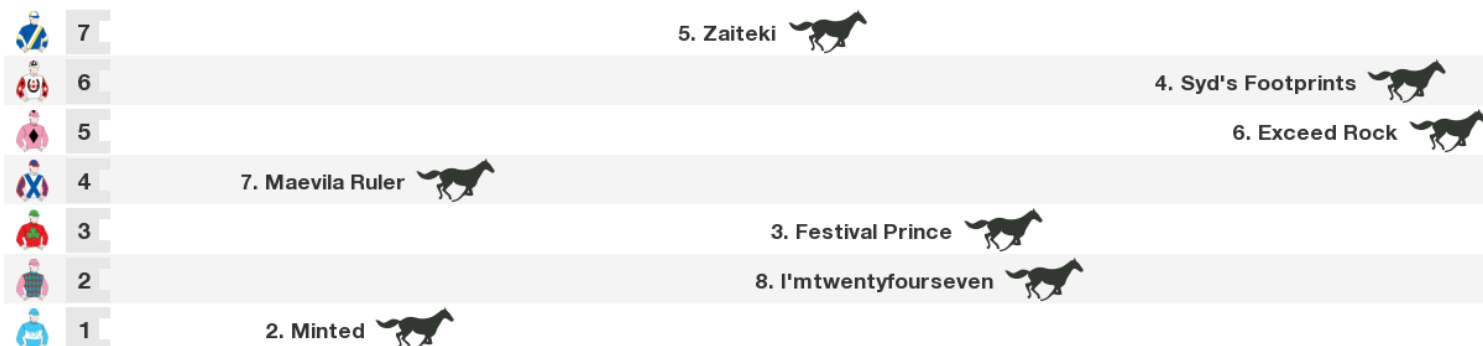 7 5. Zaiteki
6 4. Syd's Footprints
5 6. Exceed Rock
4 7. Maevila Ruler
3 3. Festival Prince
2 8. I'mtwentyfourseven
1 2. Minted